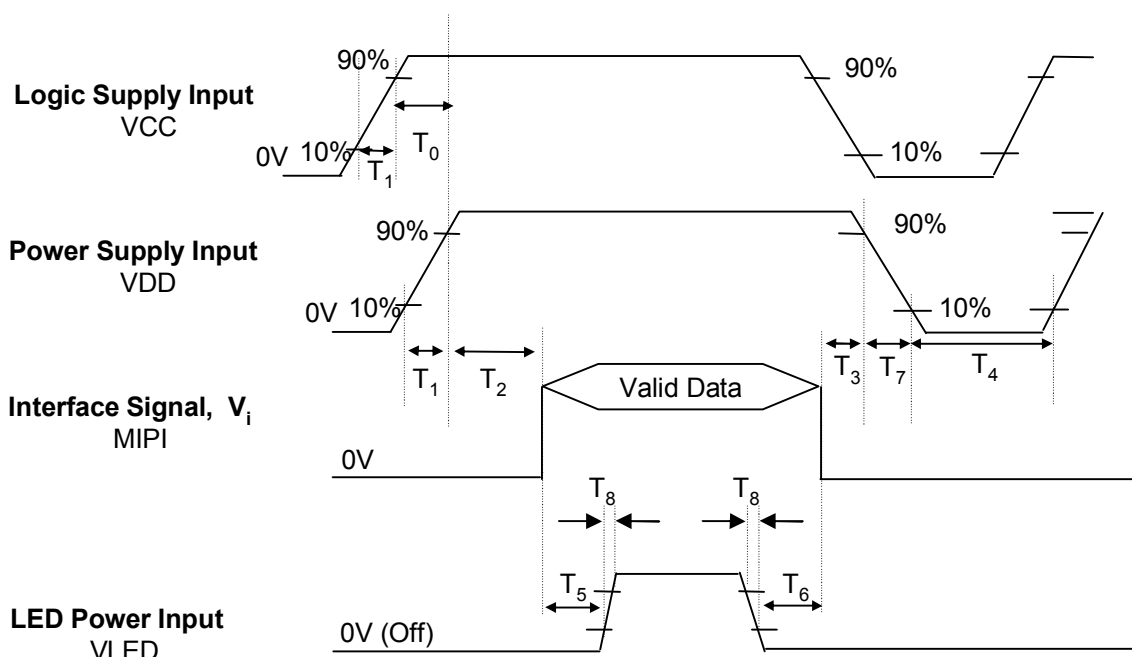 90%
90%
Logic Supply Input
VCC
T0
0V 10%
10%
T1
90%
90%
Power Supply Input
VDD
0V 10%
10%
T1
T2
T3
T7
T4
Valid Data
Interface Signal, Vi
MIPI
0V
T8
T8
T5
T6
LED Power Input
0V (Off)
VLED